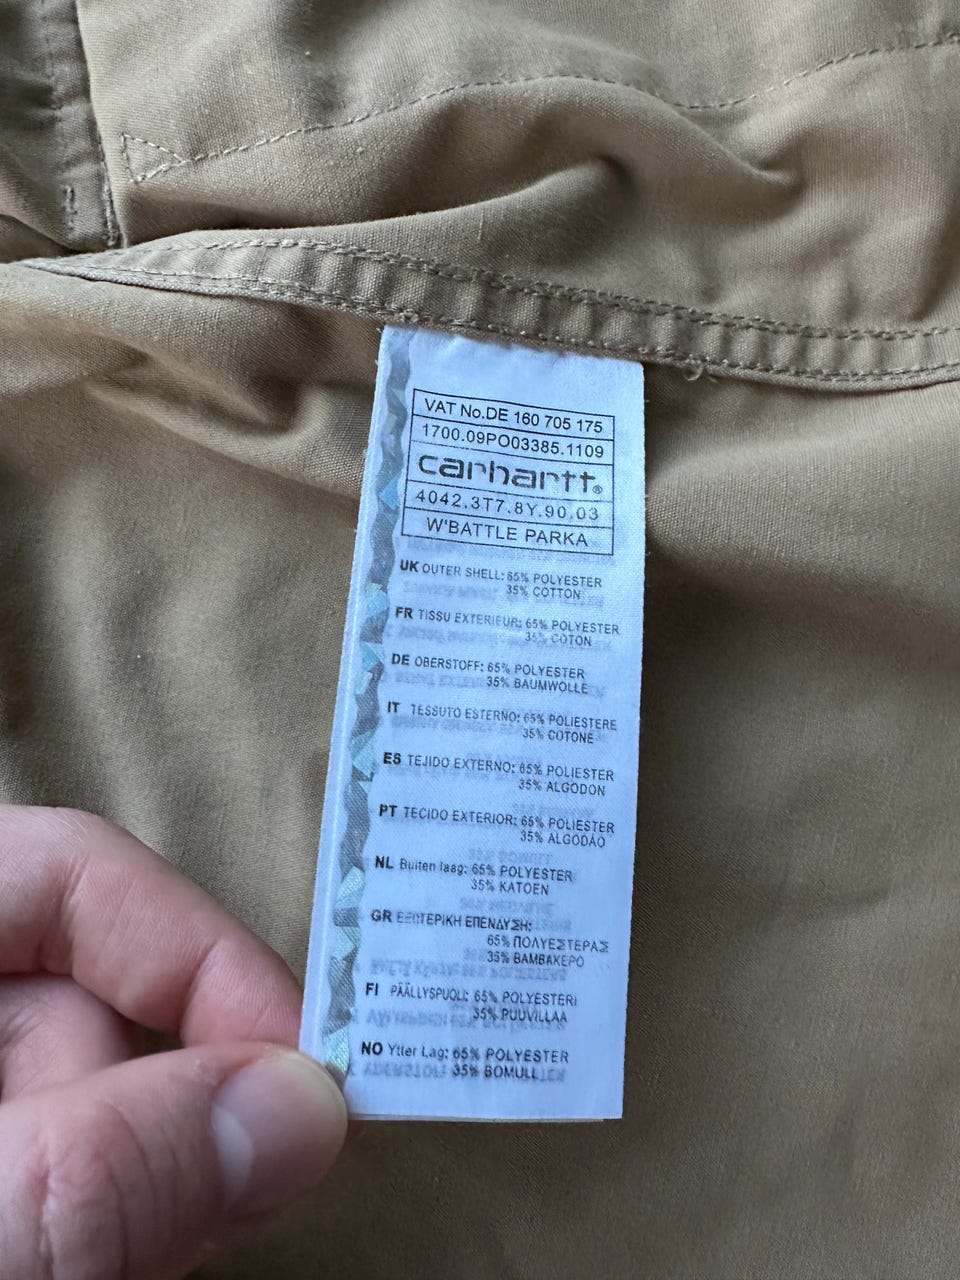 VAT No.DE 160 705 175
1700.09PO03385.1109
carhartt®
4042.3T7.8Y.90.03
W'BATTLE PARKA
UK OUTER SHELL: 65% POLYESTER
35% COTTON
FR TISSU EXTERIEUR: 65% POLYESTER
35% COTON
DE OBERSTOFF: 65% POLYESTER
35% BAUMWOLLE
IT TESSUTO ESTERNO: 65% POLIESTERE
35% COTONE
ES TEJIDO EXTERNO: 65% POLIESTER
35% ALGODON
PT TECIDO EXTERIOR: 65% POLIESTER
35% ALGODÃO
NL Buiten laag: 65% POLYESTER
35% KATOEN
GR ΕΞΩΤΕΡΙΚΗ ΕΠΕΝΔΥΣΗ:
65% ΠΟΛΥΕΣΤΕΡΑΣ
35% ΒΑΜΒΑΚΕΡΟ
FI PÄÄLLYSPUOLI: 65% POLYESTERI
35% PUUVILLAA
NO Ytter Lag: 65% POLYESTER
35% BOMULL